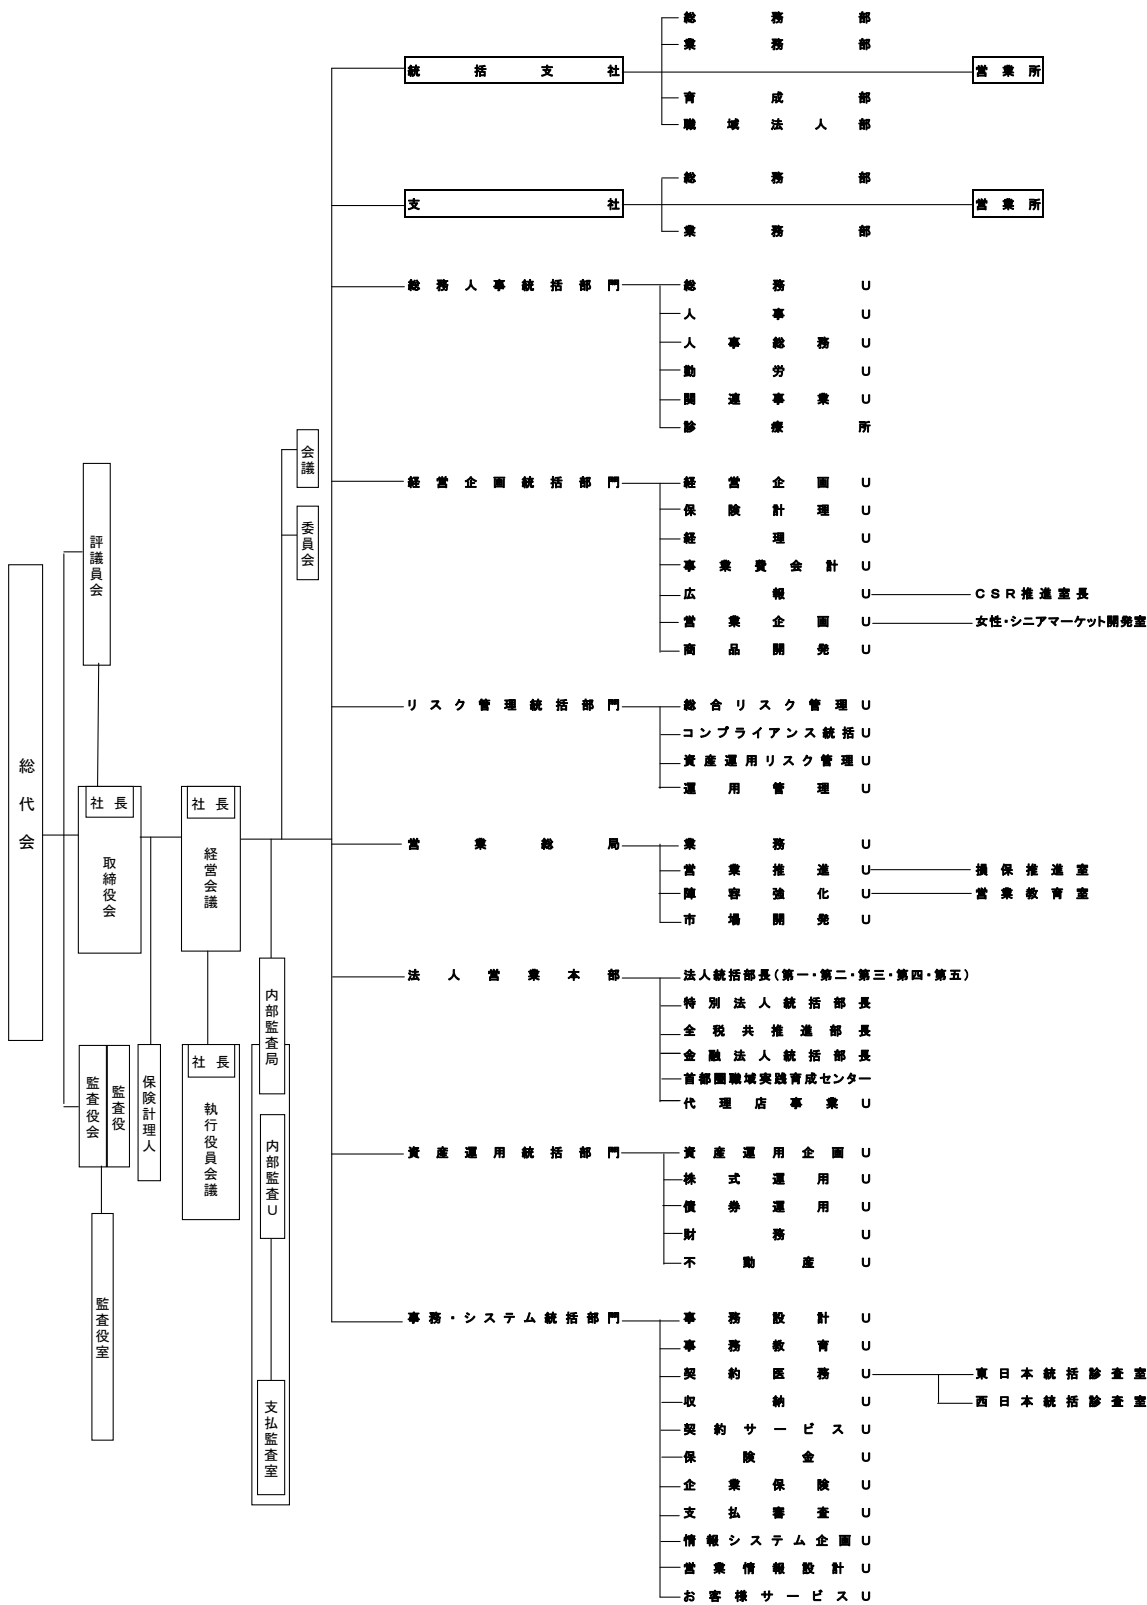 総代会
評議員会
社長
取締役会
監査役会
監査役
監査役室
保険計理人
社長
経営会議
社長
執行役員会議
会議
委員会
内部監査局
内部監査U
支払監査室
統括支社
総務部
業務部
営業所
育成部
職域法人部
支社
総務部
営業所
業務部
総務人事統括部門
総務U
人事U
人事総務U
勤労U
関連事業U
診療所
経営企画統括部門
経営企画U
保険計理U
経理U
事業費会計U
広報U
CSR推進室長
営業企画U
女性・シニアマーケット開発室
商品開発U
リスク管理統括部門
総合リスク管理U
コンプライアンス統括U
資産運用リスク管理U
運用管理U
営業総局
業務U
営業推進U
損保推進室
陣容強化U
営業教育室
市場開発U
法人営業本部
法人統括部長(第一・第二・第三・第四・第五)
特別法人統括部長
全税共推進部長
金融法人統括部長
首都圏職域実践育成センター
代理店事業U
資産運用統括部門
資産運用企画U
株式運用U
債券運用U
財務U
不動産U
事務・システム統括部門
事務設計U
事務教育U
契約医務U
東日本統括診査室
西日本統括診査室
収納U
契約サービスU
保険金U
企業保険U
支払審査U
情報システム企画U
営業情報設計U
お客様サービスU